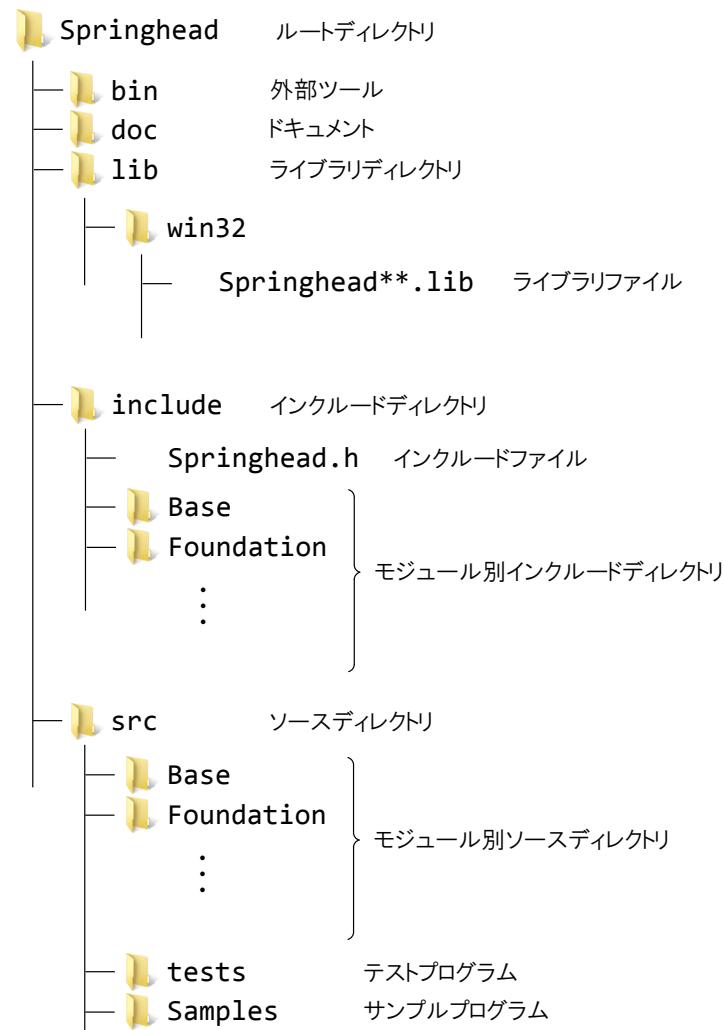 Springhead ルートディレクトリ
bin 外部ツール
doc ドキュメント
lib ライブラリディレクトリ
win32
Springhead**.lib ライブラリファイル
include インクルードディレクトリ
Springhead.h インクルードファイル
Base
Foundation
モジュール別インクルードディレクトリ
src ソースディレクトリ
Base
Foundation
モジュール別ソースディレクトリ
tests テストプログラム
Samples サンプルプログラム